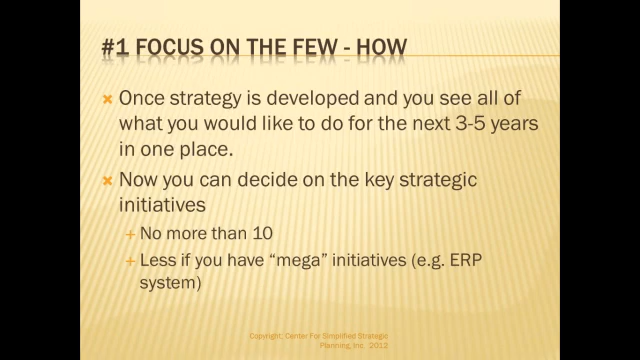 #1 FOCUS ON THE FEW - HOW
Once strategy is developed and you see all of
what you would like to do for the next 3-5 years
in one place.
Now you can decide on the key strategic
initiatives
No more than 10
Less if you have “mega” initiatives (e.g. ERP
system)
Copyright, Center For Simplified Strategic
Planning, Inc 2012